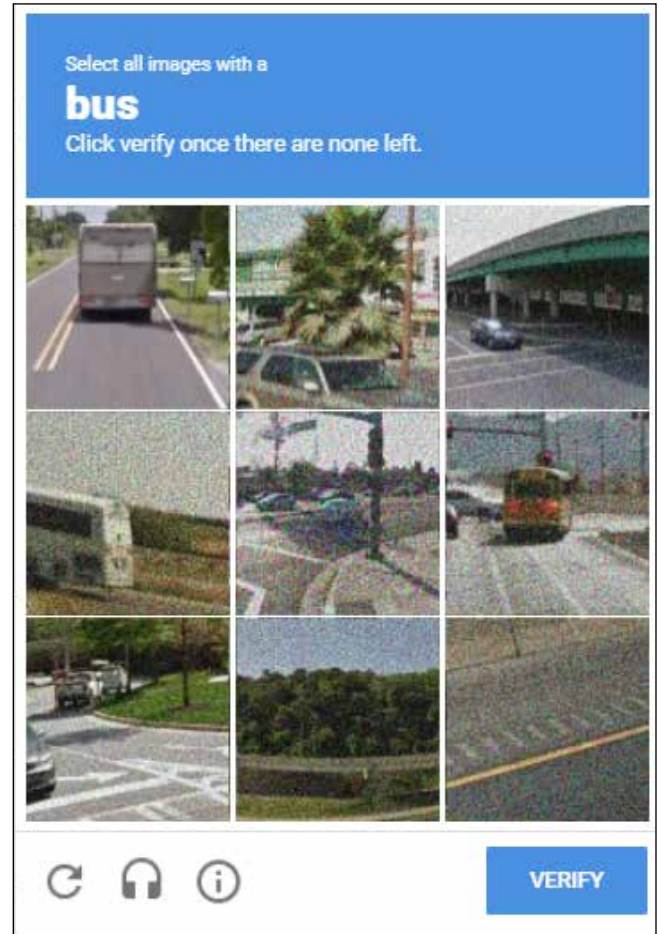 Select all images with a
bus
Click verify once there are none left.
VERIFY